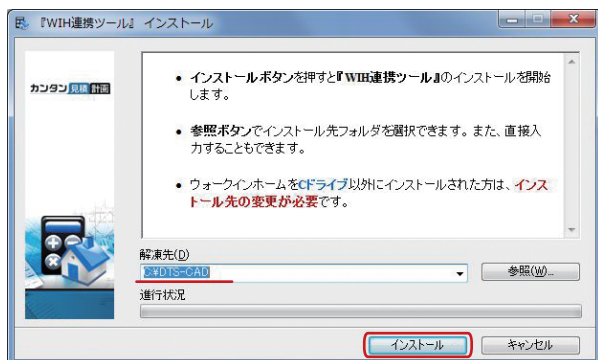 『WIH連携ツール』 インストール
カンタン見積計画
• インストールボタンを押すと『WIH連携ツール』のインストールを開始
します。
• 参照ボタンでインストール先フォルダを選択できます。また、直接入
力することもできます。
• ウォークインホームをCドライブ以外にインストールされた方は、インス
トール先の変更が必要です。
解凍先(D)
C:¥DTS-CAD
参照(W)...
進行状況
インストール
キャンセル